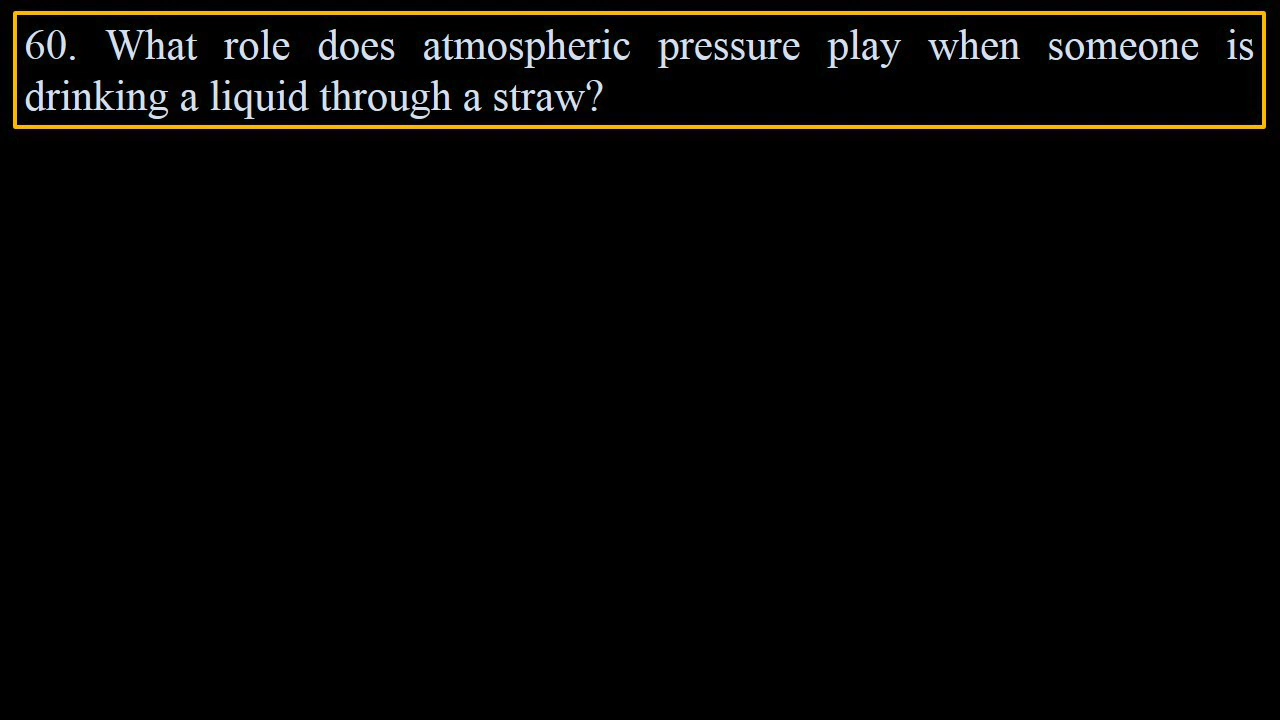 60. What role does atmospheric pressure play when someone is
drinking a liquid through a straw?